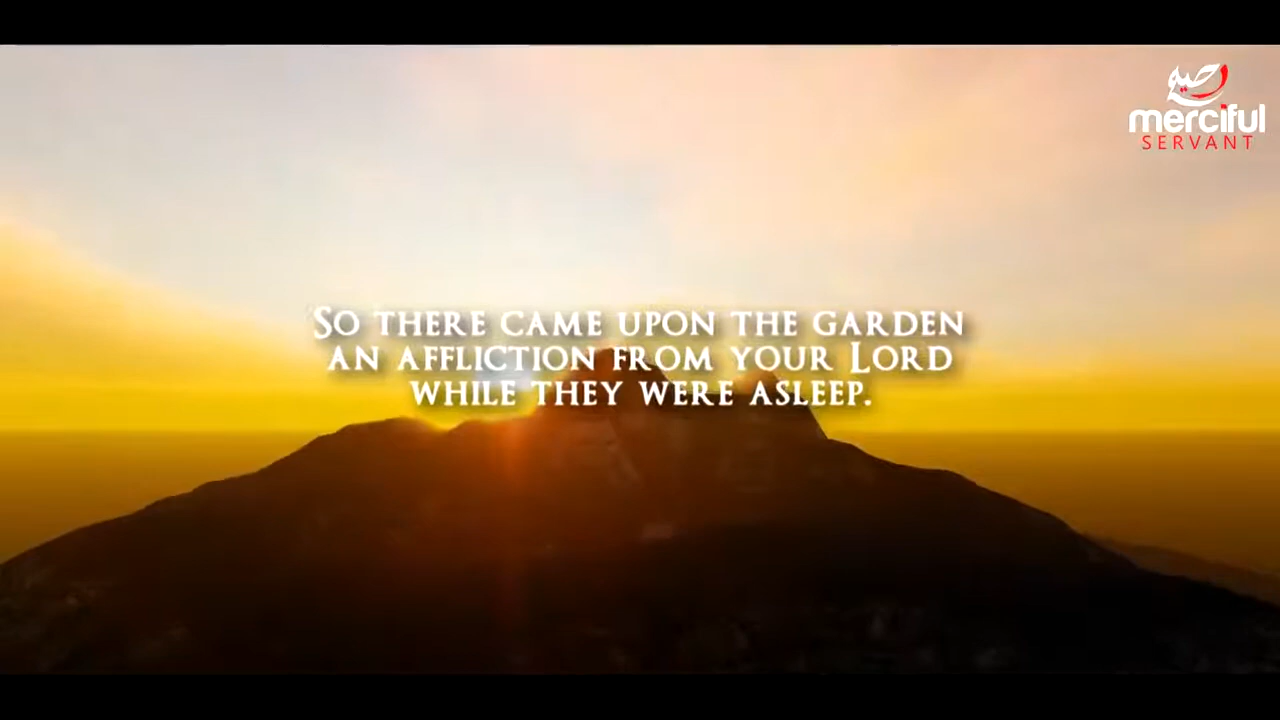 merciful
SERVANT
So there came upon the garden
an affliction from your Lord
while they were asleep.